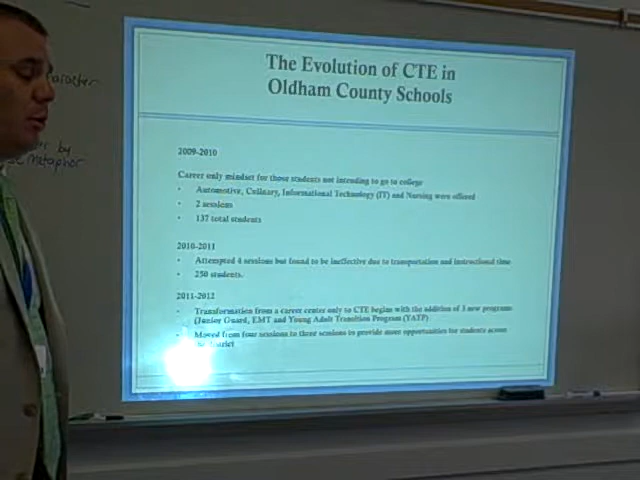 The Evolution of CTE in
Oldham County Schools
2009-2010
Career only mindset for those students not intending to go to college
• Automotive, Culinary, Informational Technology (IT) and Nursing were offered
• 2 sessions
• 137 total students
2010-2011
• Attempted 4 sessions but found to be ineffective due to transportation and instructional time
• 250 students.
2011-2012
• Transformation from a career center only to CTE begins with the addition of 3 new programs
(Junior Guard, EMT and Young Adult Transition Program (YATP)
• Moved from four sessions to three sessions to provide more opportunities for students across
district
by
Metaphor